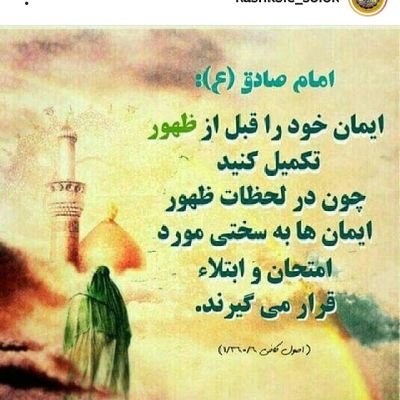 امام صادق (ع):
ایمان خود را قبل از ظهور
تکمیل کنید
چون در لحظات ظهور
ایمان ها به سختی مورد
امتحان و ابتلاء
قرار می گیرند.
(اصول کافی ۱/۳۶۰/۶)